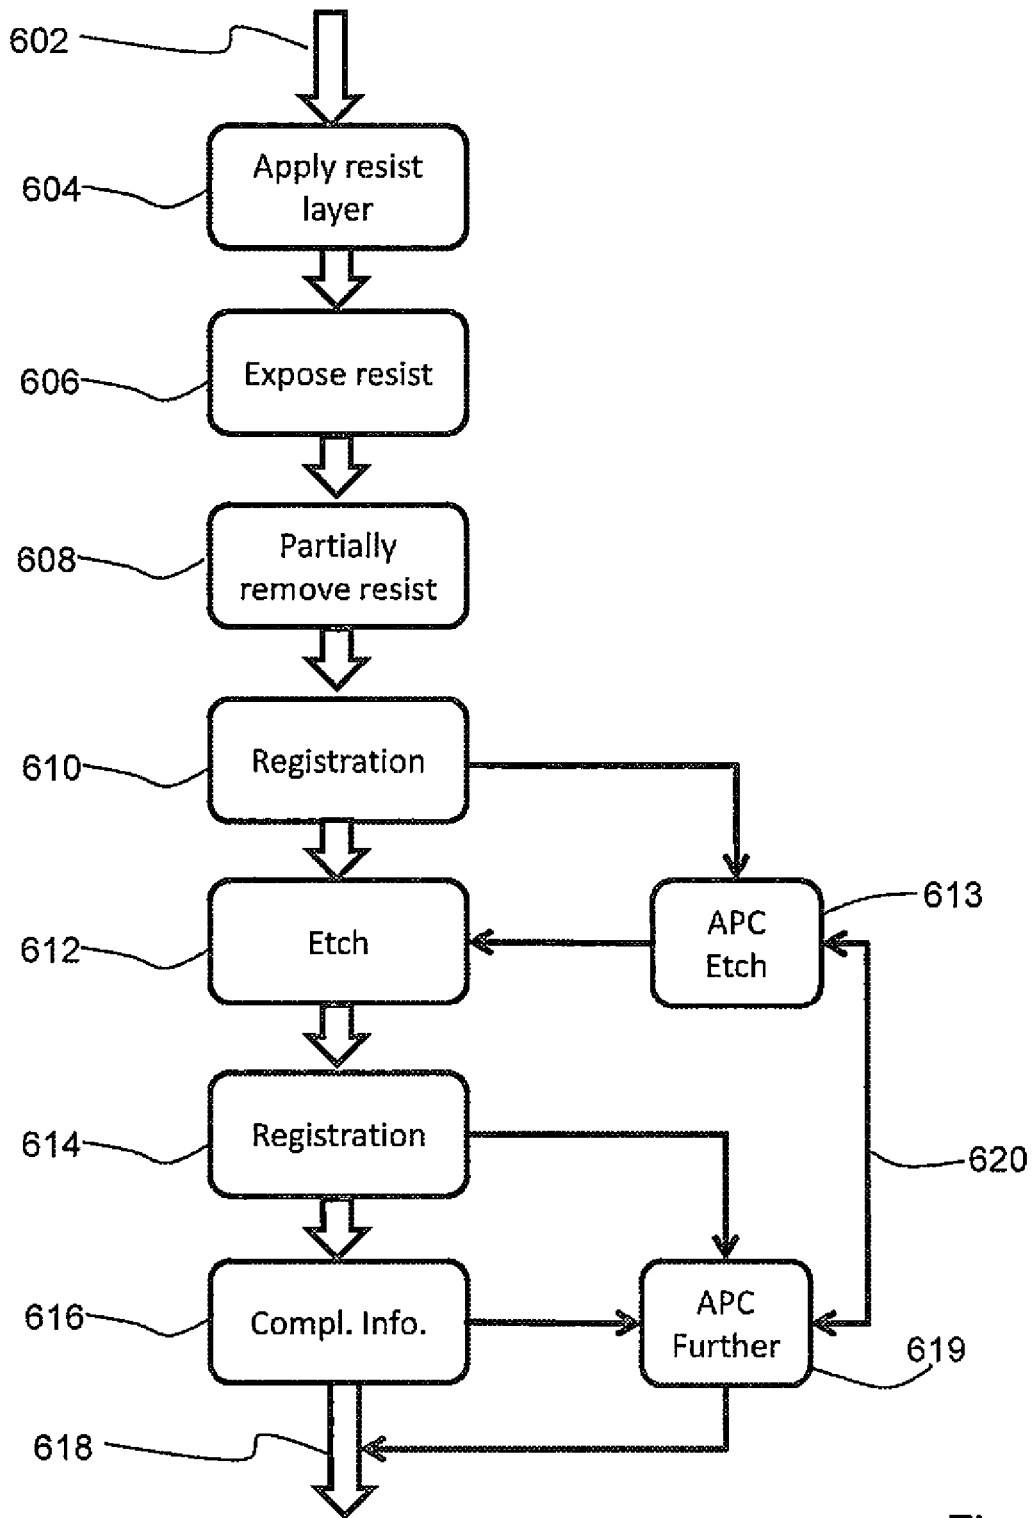 602
604
Apply resist
layer
606
Expose resist
608
Partially
remove resist
610
Registration
612
Etch
613
APC
Etch
614
Registration
620
616
Compl. Info.
APC
Further
619
618